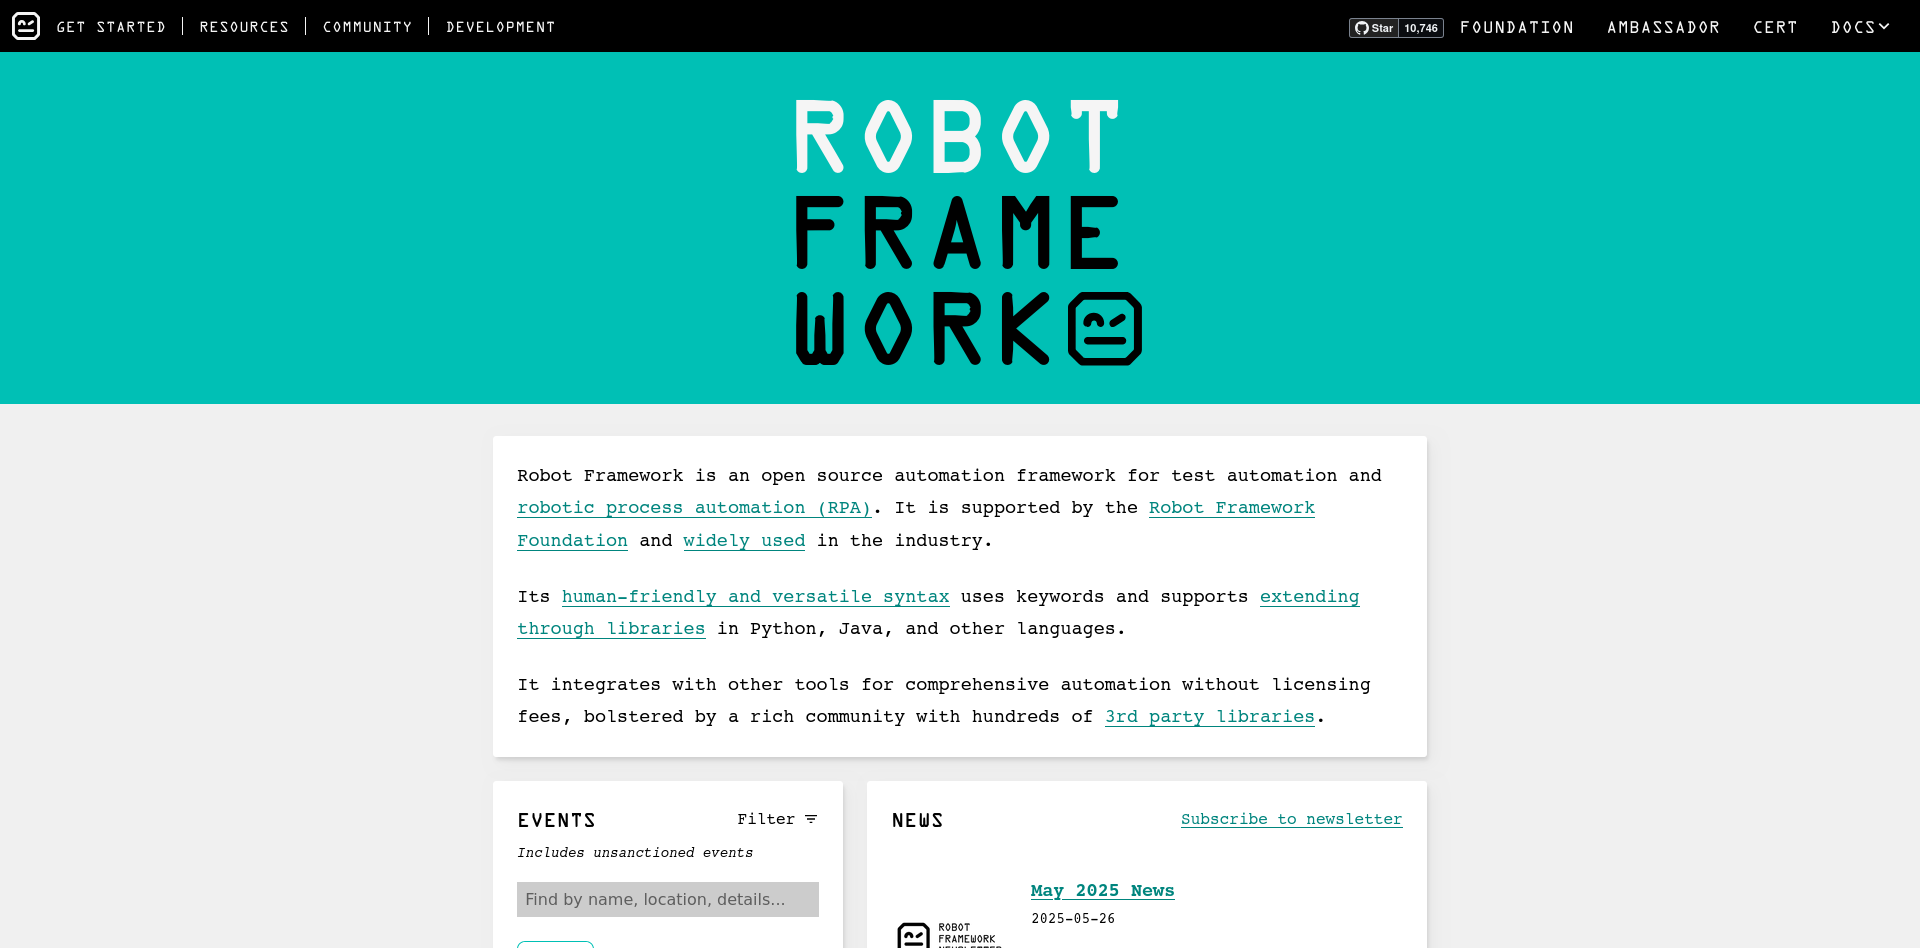 GET STARTED
RESOURCES
COMMUNITY
DEVELOPMENT
Star 10,746
FOUNDATION
AMBASSADOR
CERT
DOCS
ROBOT
FRAME
WORK
Robot Framework is an open source automation framework for test automation and
robotic process automation (RPA). It is supported by the Robot Framework
Foundation and widely used in the industry.
Its human-friendly and versatile syntax uses keywords and supports extending
through libraries in Python, Java, and other languages.
It integrates with other tools for comprehensive automation without licensing
fees, bolstered by a rich community with hundreds of 3rd party libraries.
EVENTS
Filter
Includes unsanctioned events
Find by name, location, details...
NEWS
Subscribe to newsletter
May 2025 News
2025-05-26
ROBOT
FRAMEWORK